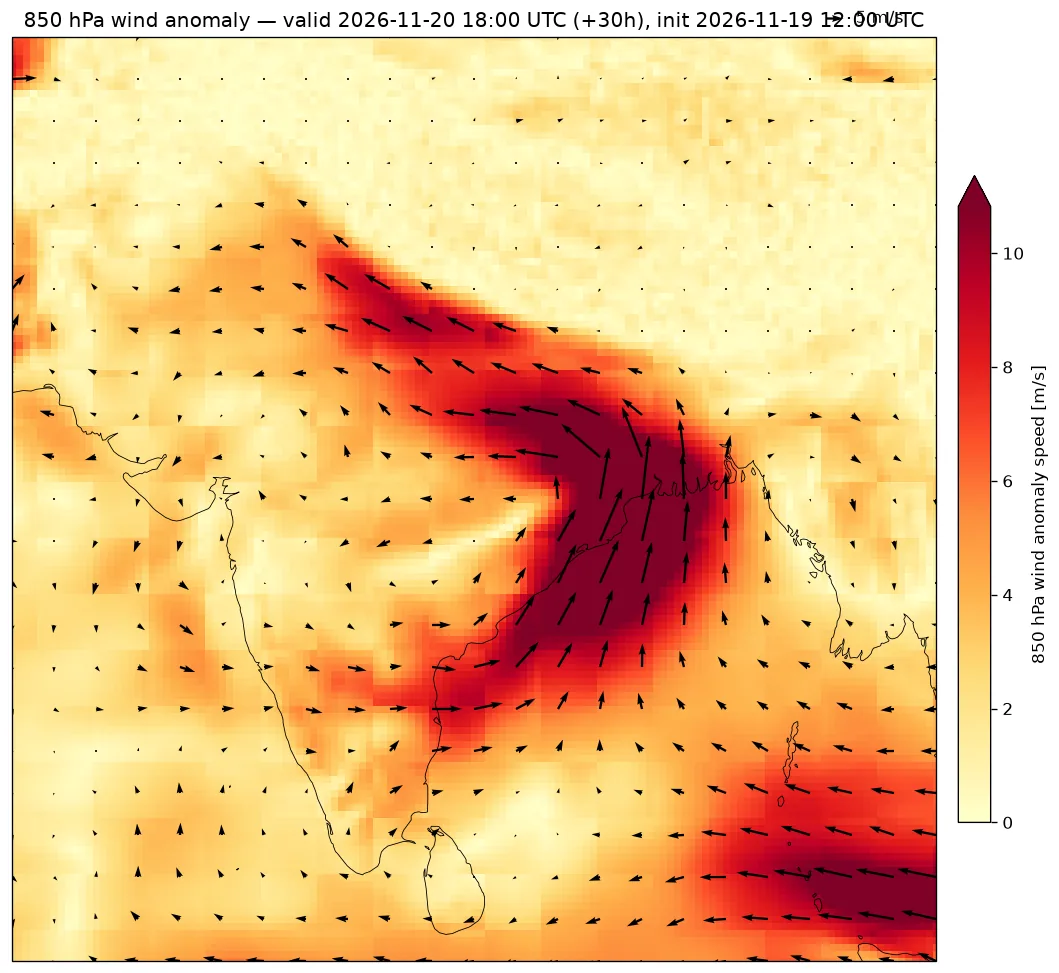 850 hPa wind anomaly — valid 2026-11-20 18:00 UTC (+30h), init 2026-11-19 12:00 UTC
5 m/s
10
8
6
4
2
0
850 hPa wind anomaly speed [m/s]